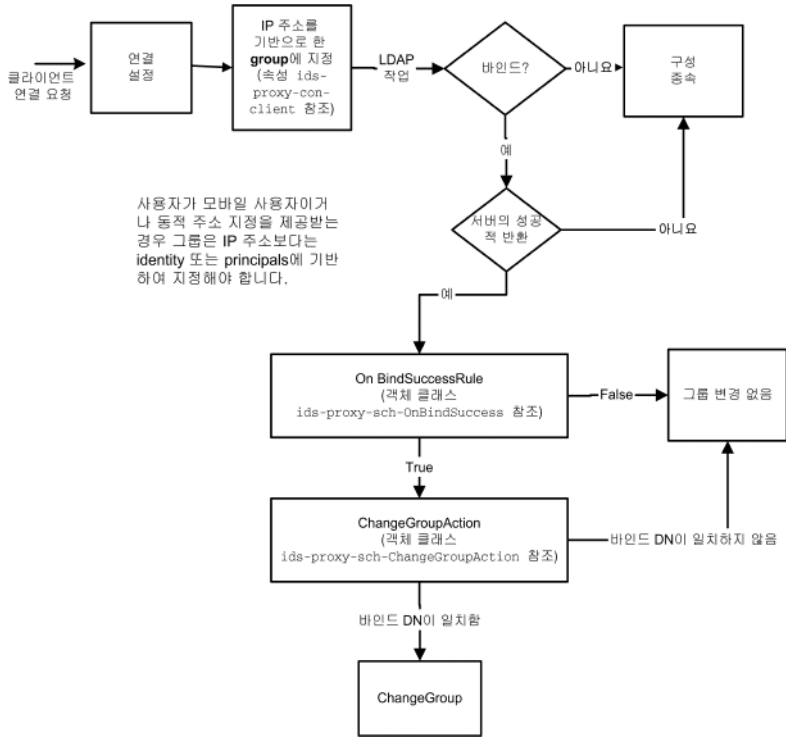 클라이언트
연결 요청
연결
설정
IP 주소를
기반으로 한
group에 지정
(속성 ids-
proxy-con-
client 참조)
LDAP
작업
바인드?
아니요
구성
종속
예
사용자가 모바일 사용자이거
나 동적 주소 지정을 제공받는
경우 그룹은 IP 주소보다는
identity 또는 principals에 기반
하여 지정해야 합니다.
서버의 성공
적 반환
아니요
예
On BindSuccessRule
(객체 클래스
ids-proxy-sch-OnBindSuccess 참조)
False
그룹 변경 없음
True
ChangeGroupAction
(객체 클래스
ids-proxy-sch-ChangeGroupAction 참조)
바인드 DN이 일치하지 않음
바인드 DN이 일치함
ChangeGroup